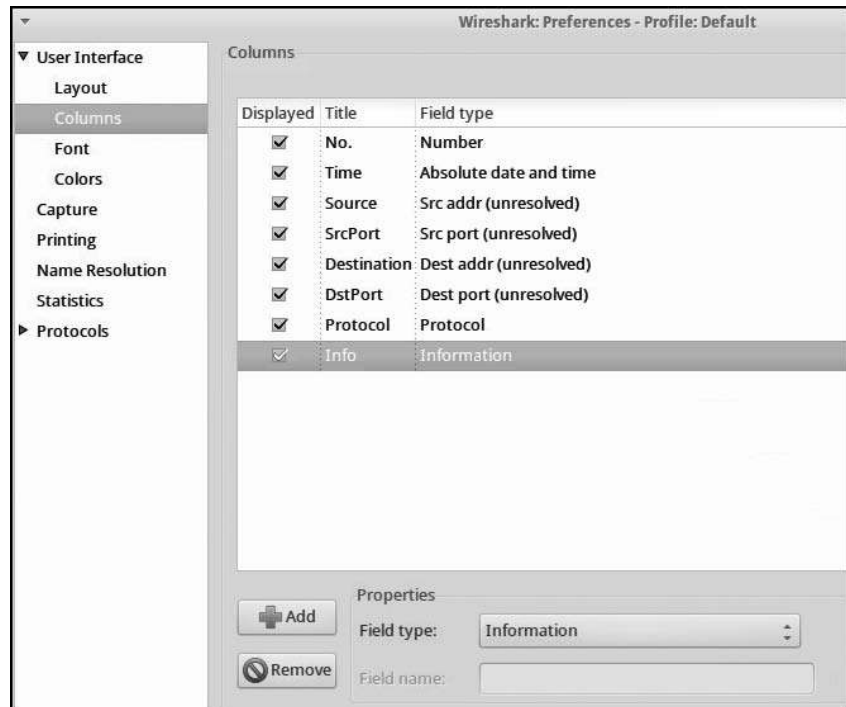 Wireshark: Preferences - Profile: Default
User Interface
Layout
Columns
Font
Colors
Capture
Printing
Name Resolution
Statistics
Protocols
Columns
Displayed Title Field type
No. Number
Time Absolute date and time
Source Src addr (unresolved)
SrcPort Src port (unresolved)
Destination Dest addr (unresolved)
DstPort Dest port (unresolved)
Protocol Protocol
Info Information
Add
Remove
Properties
Field type: Information
Field name: